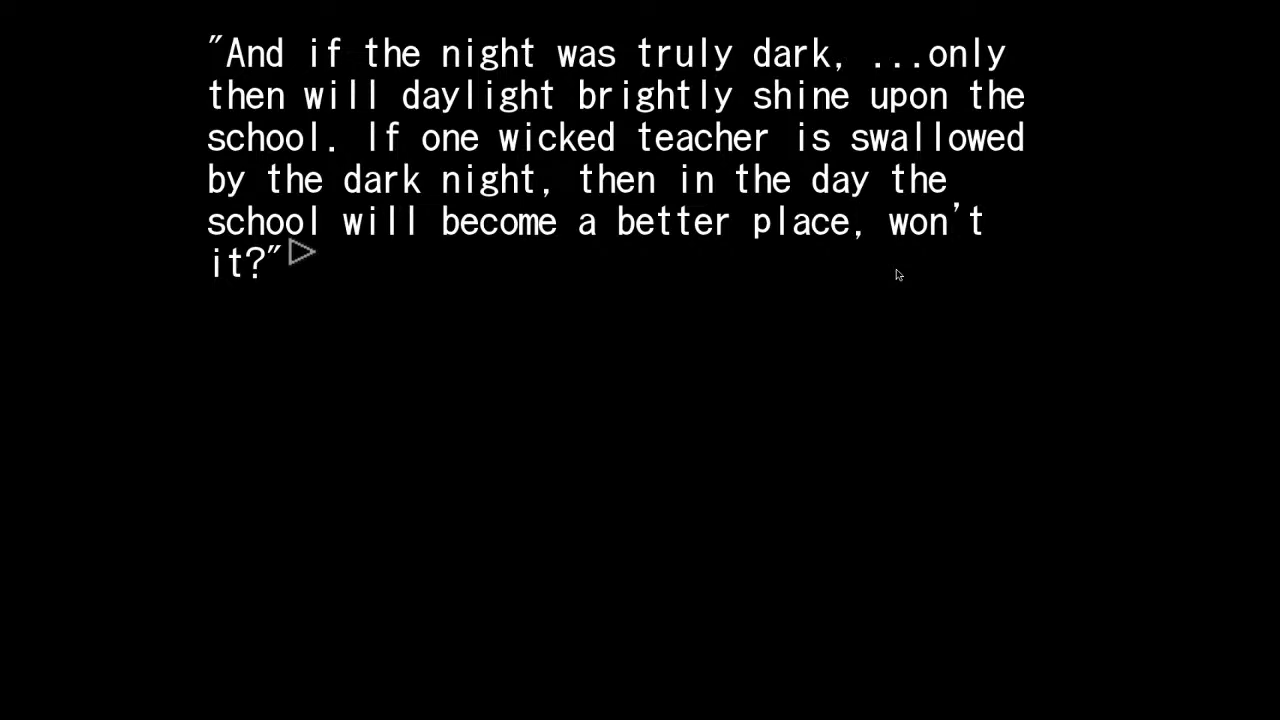 "And if the night was truly dark, ...only
then will daylight brightly shine upon the
school. If one wicked teacher is swallowed
by the dark night, then in the day the
school will become a better place, won't
it?"